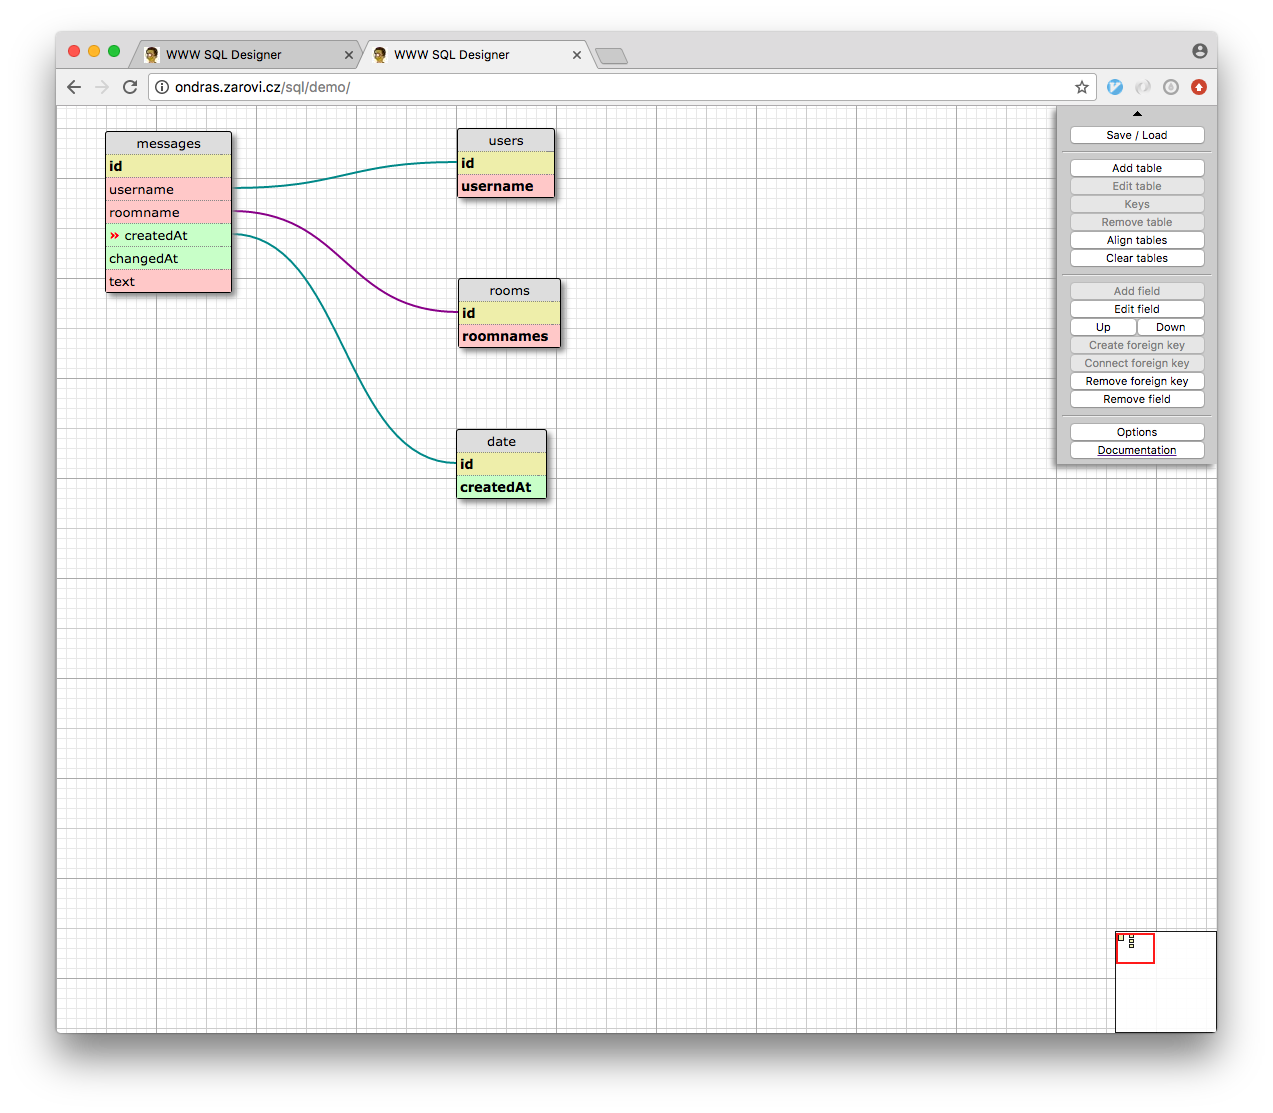 WWW SQL Designer
WWW SQL Designer
ondras.zarovi.cz/sql/demo/
messages
id
username
roomname
» createdAt
changedAt
text
users
id
username
rooms
id
roomnames
date
id
createdAt
Save / Load
Add table
Edit table
Keys
Remove table
Align tables
Clear tables
Add field
Edit field
Up Down
Create foreign key
Connect foreign key
Remove foreign key
Remove field
Options
Documentation